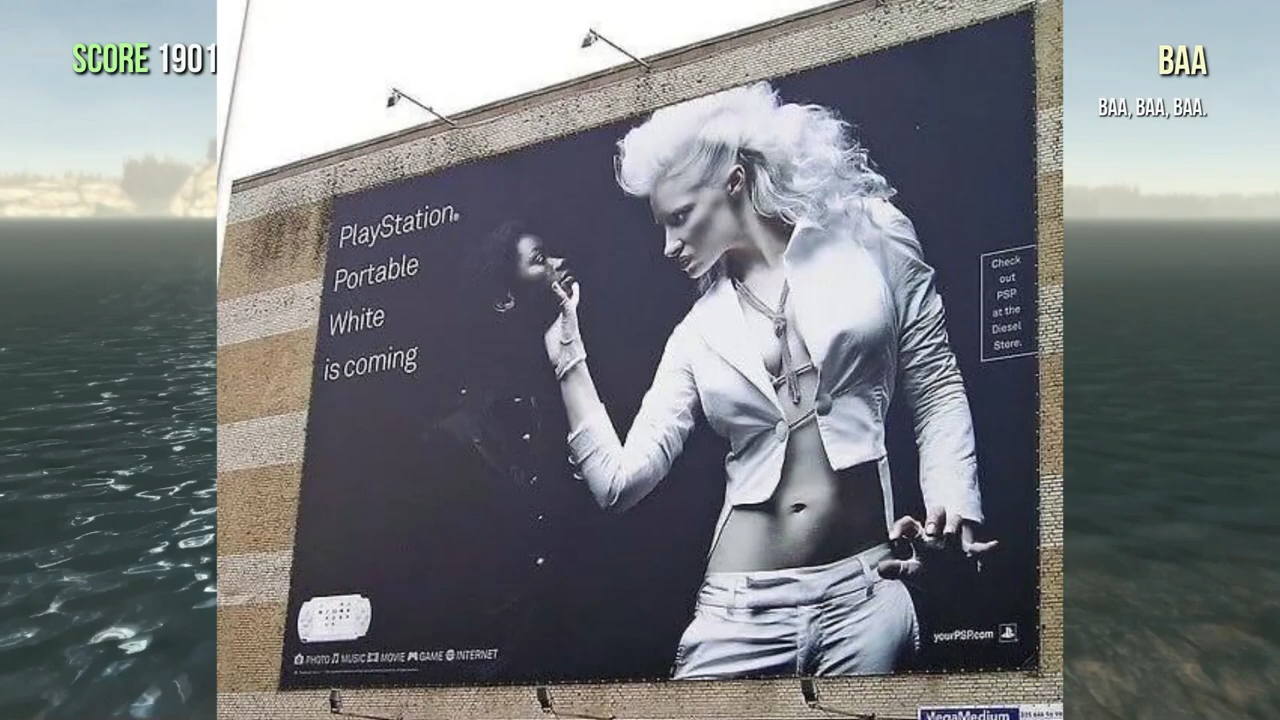 SCORE 1901
BAA
BAA, BAA, BAA.
PlayStation®
Portable
White
is coming
Check
out
PSP
at the
Diesel
Store.
yourPSP.com
PHOTO MUSIC MOVIE GAME INTERNET
MegaMedium